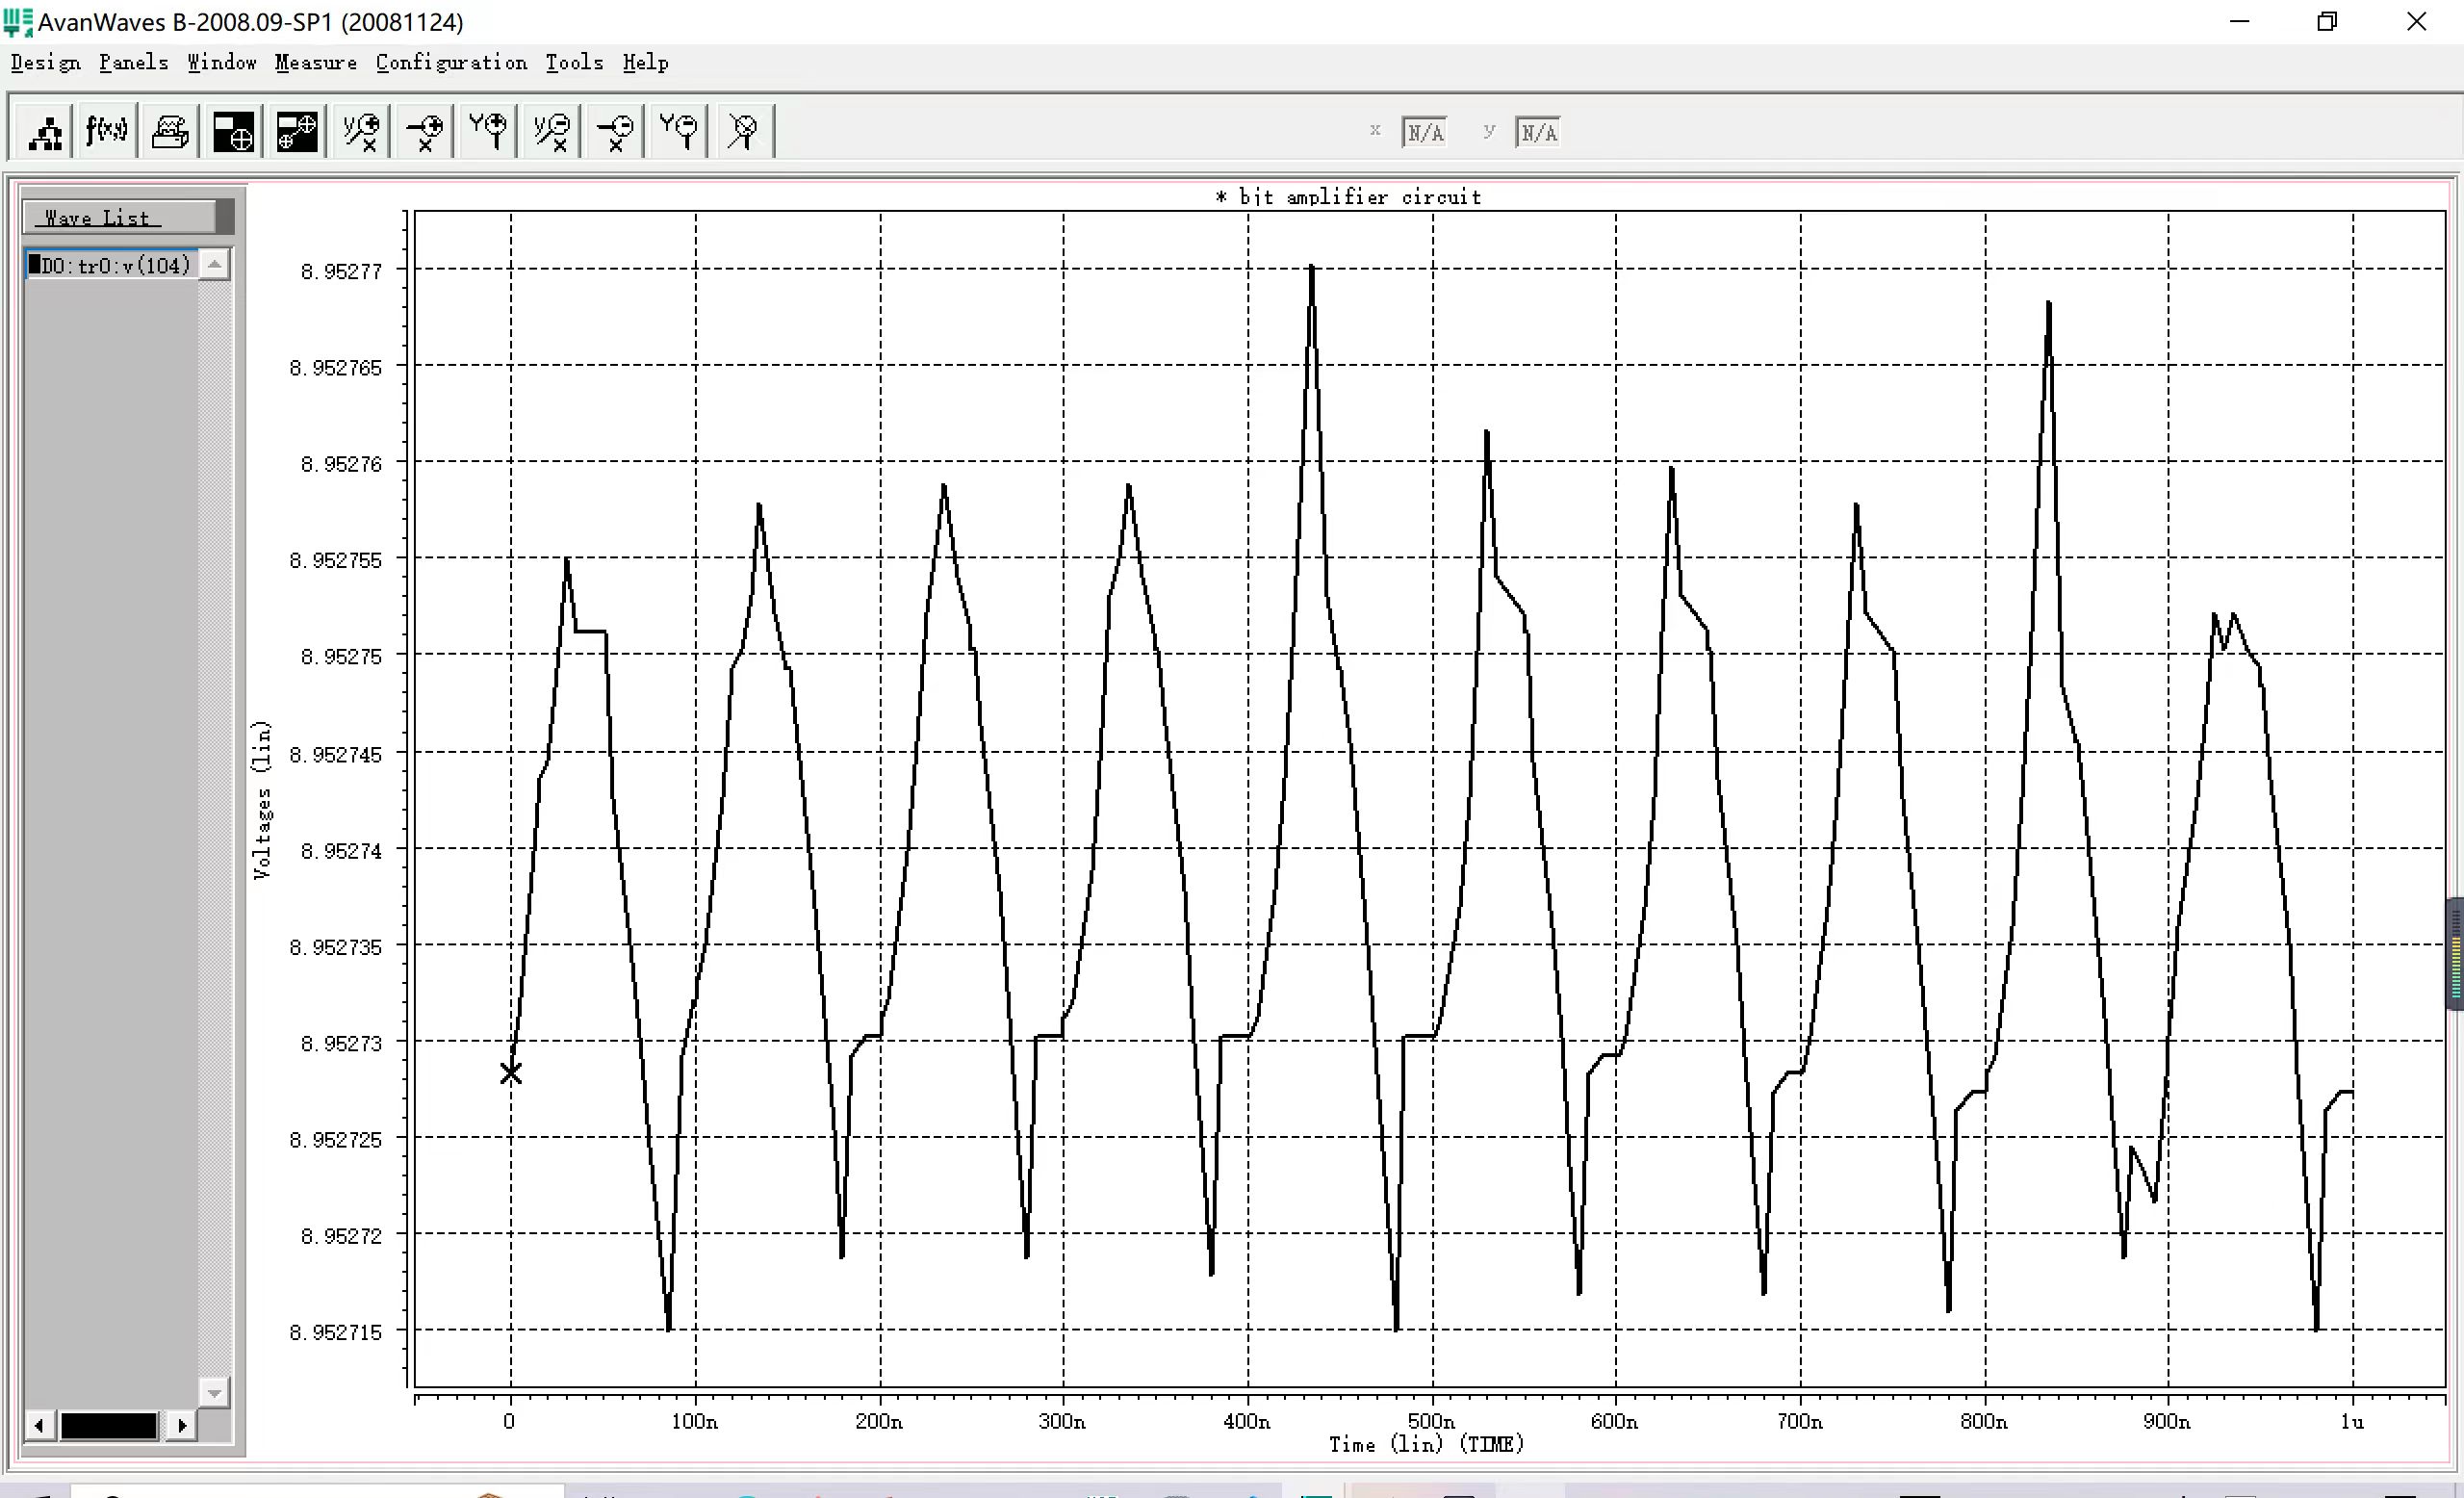 AvanWaves B-2008.09-SP1 (20081124)
Design Panels Window Measure Configuration Tools Help
f(x,y) x N/A y N/A
* bjt amplifier circuit
Wave List
D0:tr0:v(104)
8.95277
8.952765
8.95276
8.952755
8.95275
8.952745
8.95274
8.952735
8.95273
8.952725
8.95272
8.952715
Voltages (lin)
0 100n 200n 300n 400n 500n 600n 700n 800n 900n 1u
Time (lin) (TIME)